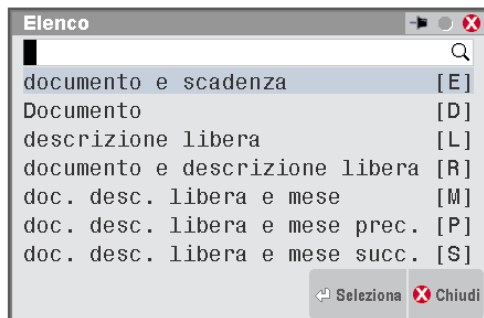 Elenco
documento e scadenza [E]
Documento [D]
descrizione libera [L]
documento e descrizione libera [R]
doc. desc. libera e mese [M]
doc. desc. libera e mese prec. [P]
doc. desc. libera e mese succ. [S]
Seleziona Chiudi